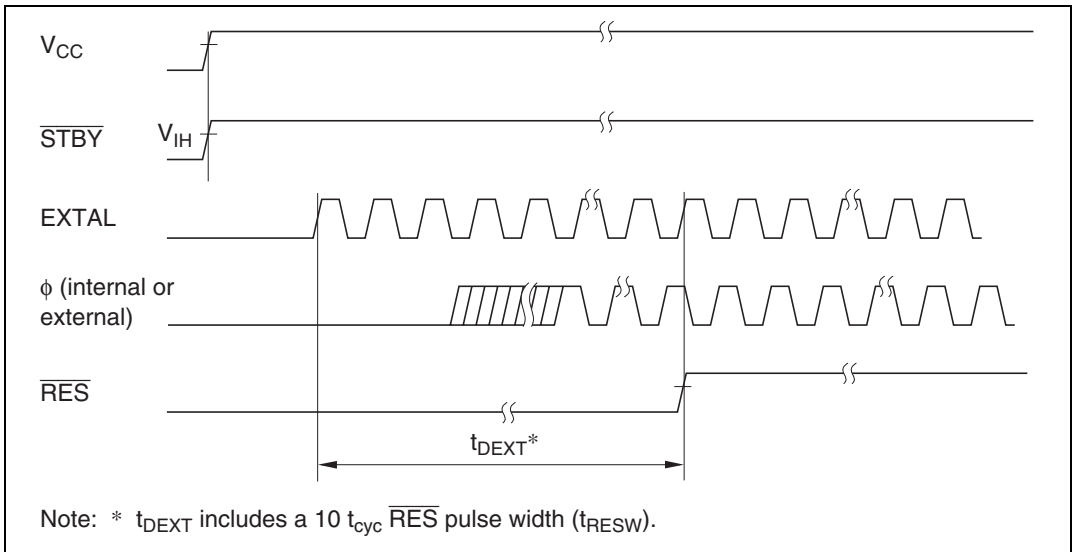 VCC
STBY VIH
EXTAL
φ (internal or
external)
RES
tDEXT*
Note: * tDEXT includes a 10 tcyc RES pulse width (tRESW).